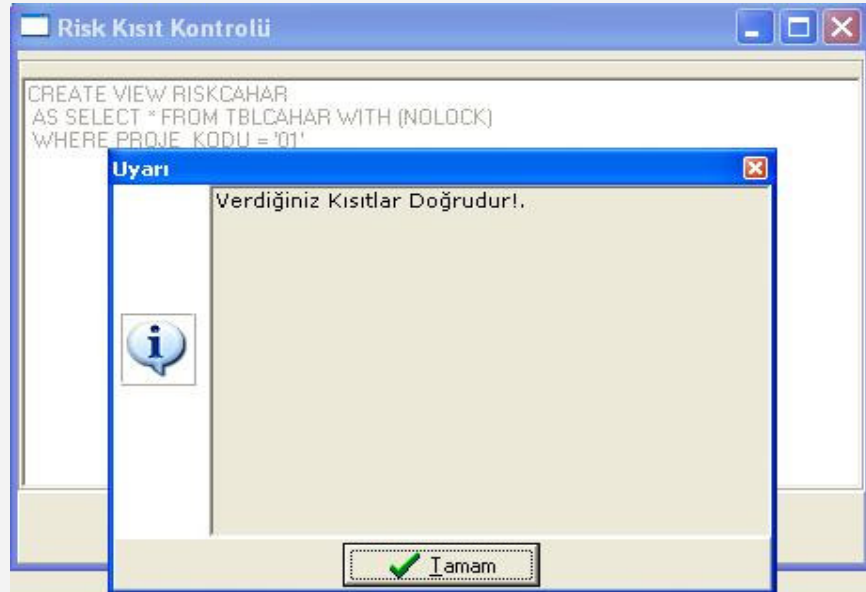 Risk Kısıt Kontrolü
CREATE VIEW RISKCAHAR
AS SELECT * FROM TBLCAHAR WITH (NOLOCK)
WHERE PROJE_KODU = '01'
Uyarı
Verdiğiniz Kısıtlar Doğrudur!.
Tamam